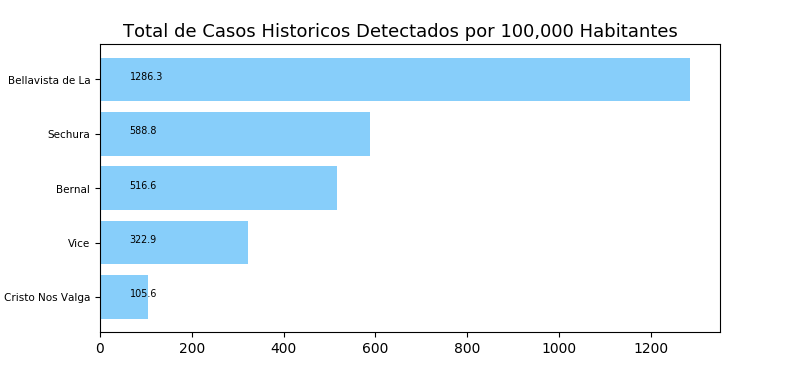 Total de Casos Historicos Detectados por 100,000 Habitantes
Bellavista de La 1286.3
Sechura 588.8
Bernal 516.6
Vice 322.9
Cristo Nos Valga 105.6
0 200 400 600 800 1000 1200